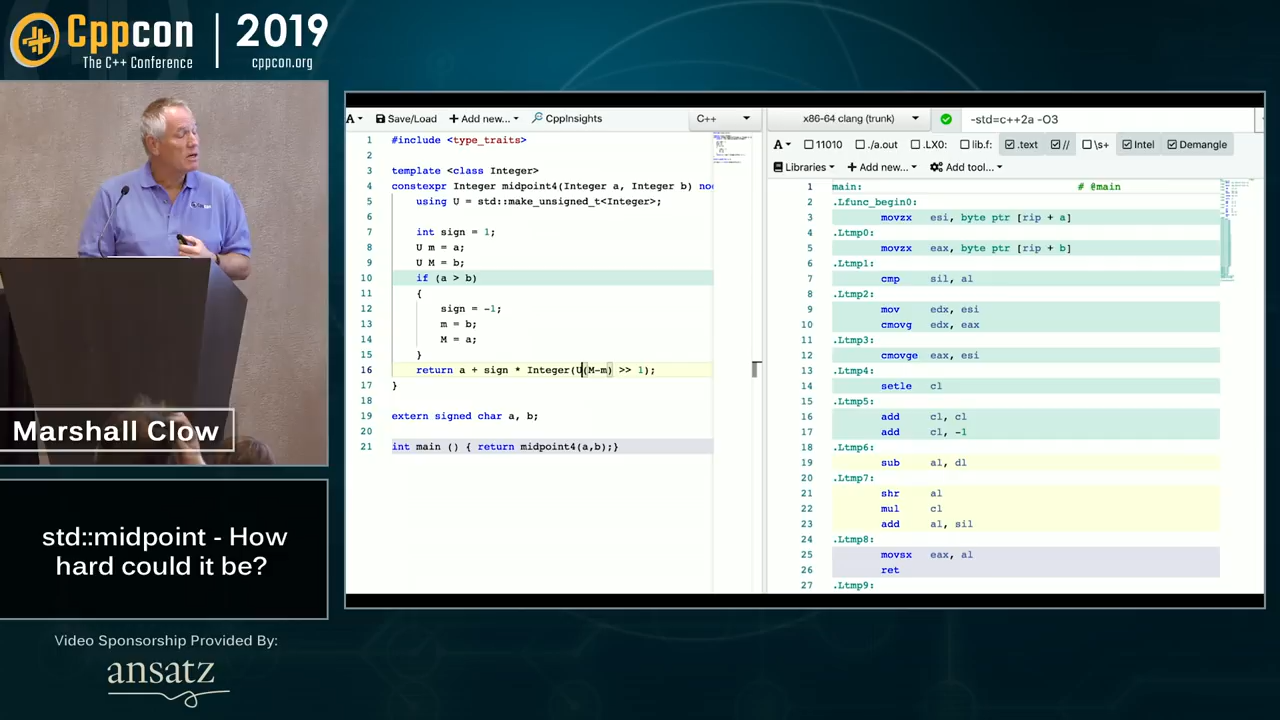 Cppcon | 2019
The C++ Conference
cppcon.org
A Save/Load Add new... CppInsights C++
1 #include <type_traits>
2
3 template <class Integer>
4 constexpr Integer midpoint4(Integer a, Integer b) noe
5 using U = std::make_unsigned_t<Integer>;
6
7 int sign = 1;
8 U m = a;
9 U M = b;
10 if (a > b)
11 {
12 sign = -1;
13 m = b;
14 M = a;
15 }
16 return a + sign * Integer(U(M-m) >> 1);
17 }
18
19 extern signed char a, b;
20
21 int main () { return midpoint4(a,b);}
x86-64 clang (trunk) -std=c++2a -O3
A 11010 ./a.out .LX0: lib.f: .text // \s+ Intel Demangle
Libraries Add new... Add tool...
1 main: # @main
2 .Lfunc_begin0:
3 movzx esi, byte ptr [rip + a]
4 .Ltmp0:
5 movzx eax, byte ptr [rip + b]
6 .Ltmp1:
7 cmp sil, al
8 .Ltmp2:
9 mov edx, esi
10 cmovg edx, eax
11 .Ltmp3:
12 cmovge eax, esi
13 .Ltmp4:
14 setle cl
15 .Ltmp5:
16 add cl, cl
17 add cl, -1
18 .Ltmp6:
19 sub al, dl
20 .Ltmp7:
21 shr al
22 mul cl
23 add al, sil
24 .Ltmp8:
25 movsx eax, al
26 ret
27 .Ltmp9:
Marshall Clow
std::midpoint - How
hard could it be?
Video Sponsorship Provided By:
ansatz